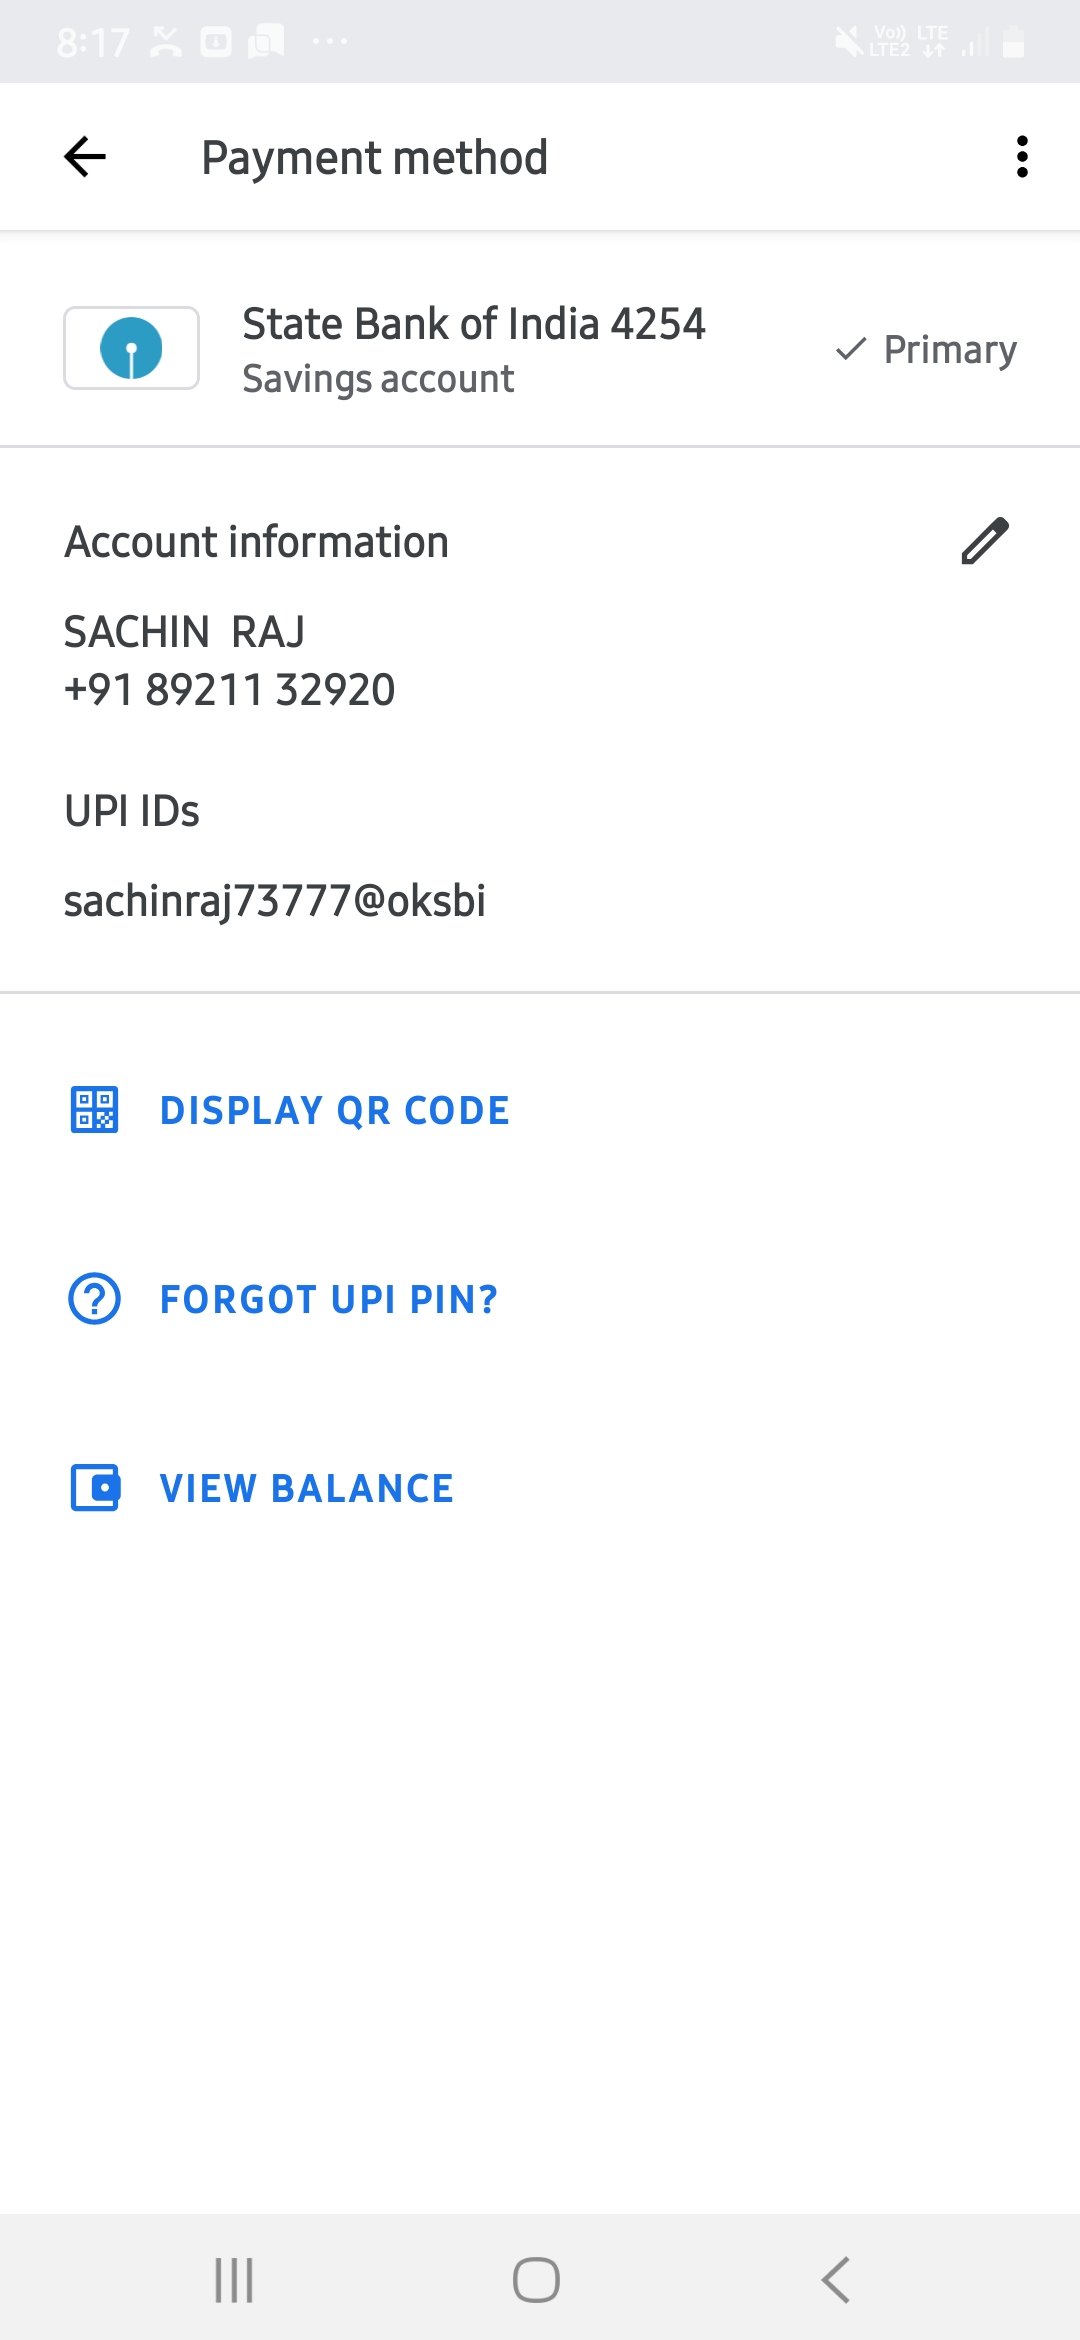 8:17
Vo)) LTE
LTE2
Payment method
State Bank of India 4254
Savings account
Primary
Account information
SACHIN  RAJ
+91 89211 32920
UPI IDs
sachinraj73777@oksbi
DISPLAY QR CODE
FORGOT UPI PIN?
VIEW BALANCE